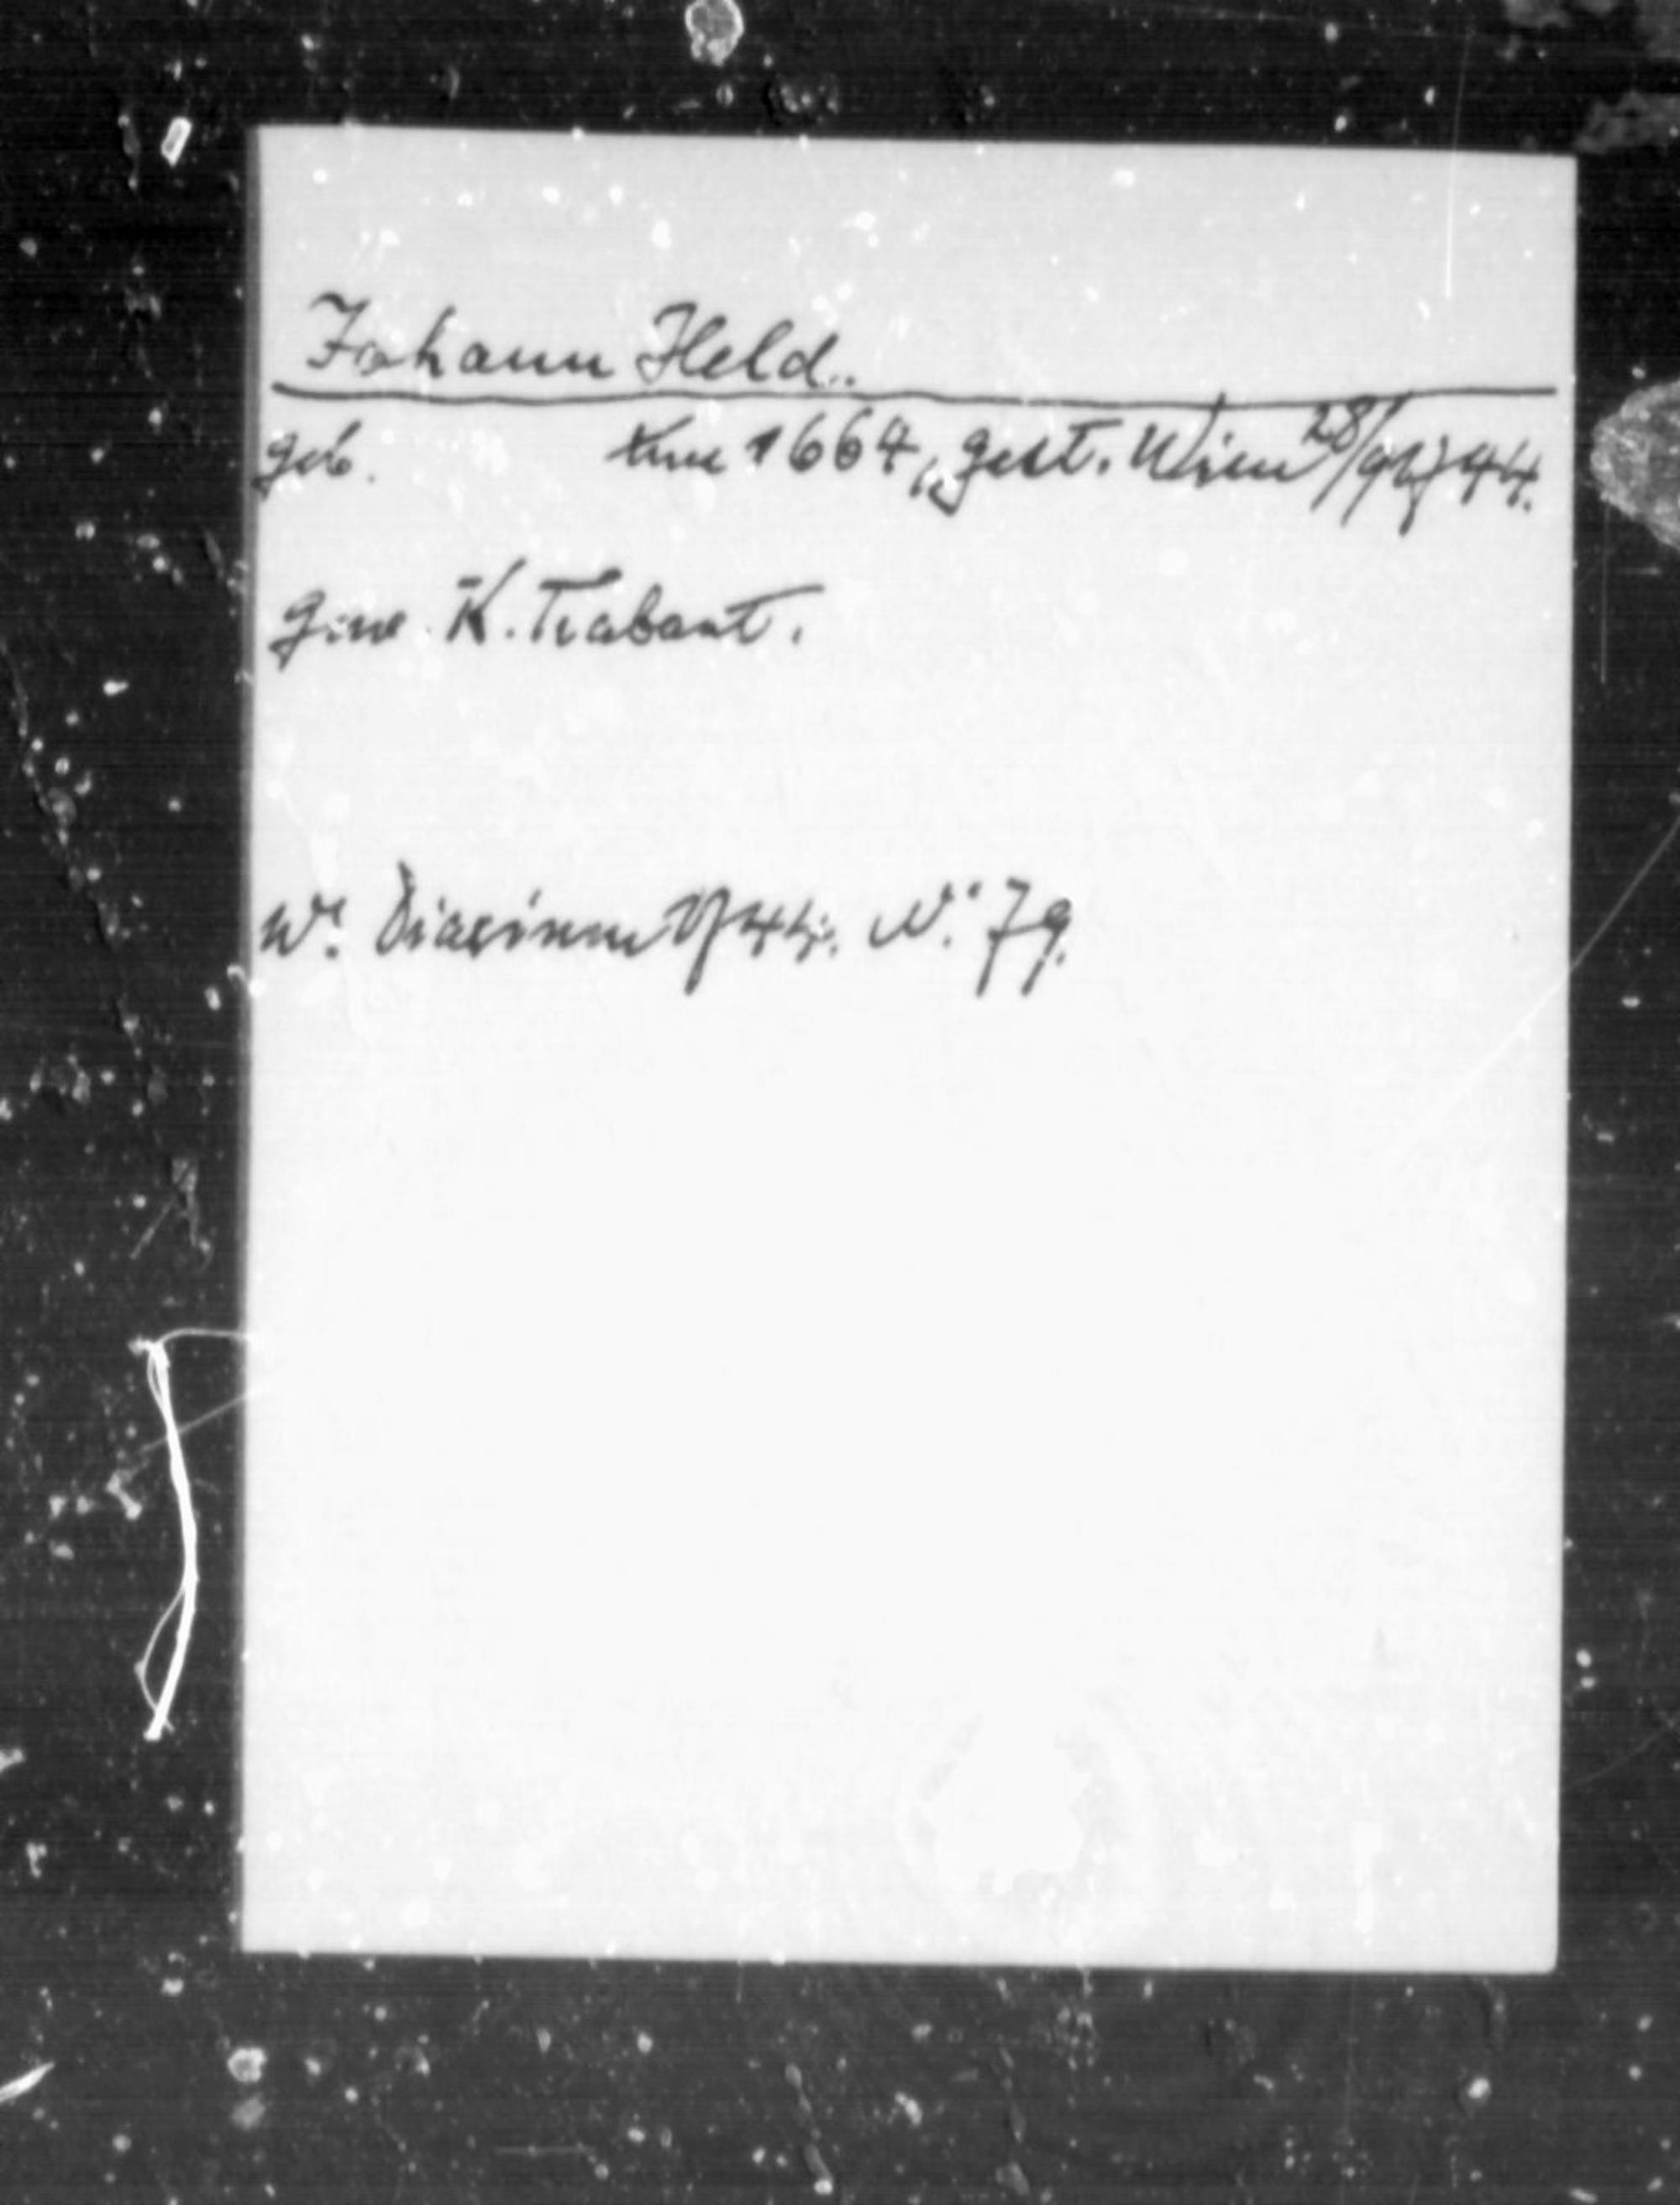 Johann Held.
geb. um 1664, gest. Wien 28/9 1744.
gew. K. Trabant.
Wr. Diarium 1744. N° 79.